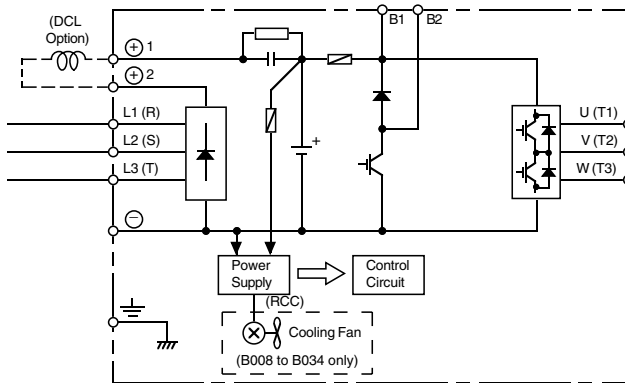 (DCL
Option)
B1 B2
+ 1
+ 2
L1 (R)
L2 (S)
L3 (T)
−
+
U (T1)
V (T2)
W (T3)
Power
Supply
Control
Circuit
(RCC)
Cooling Fan
(B008 to B034 only)